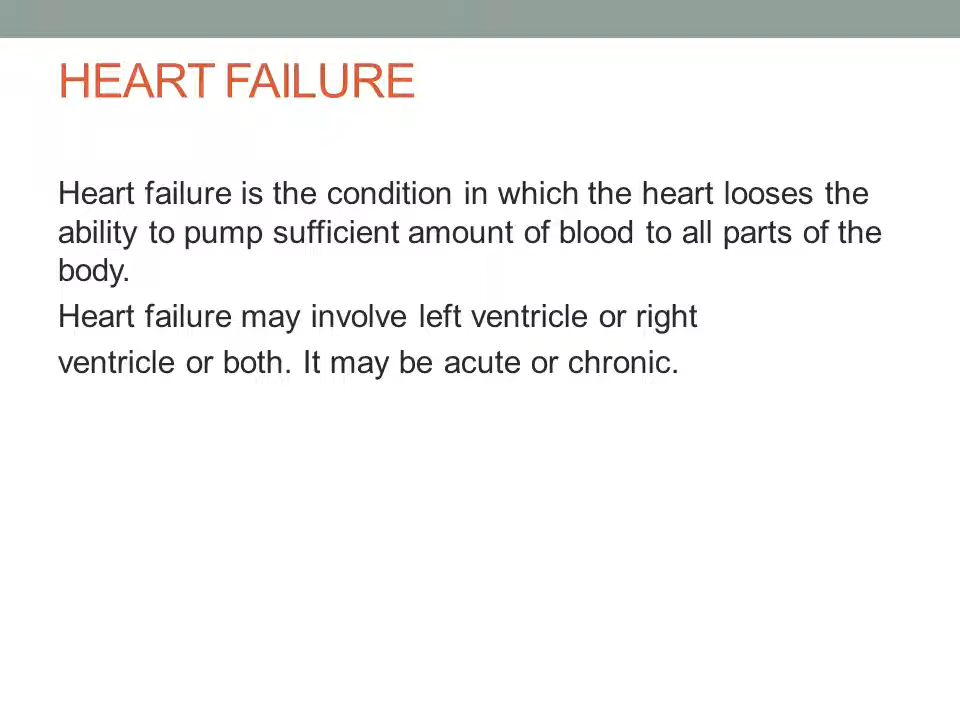 HEART FAILURE
Heart failure is the condition in which the heart looses the
ability to pump sufficient amount of blood to all parts of the
body.
Heart failure may involve left ventricle or right
ventricle or both. It may be acute or chronic.